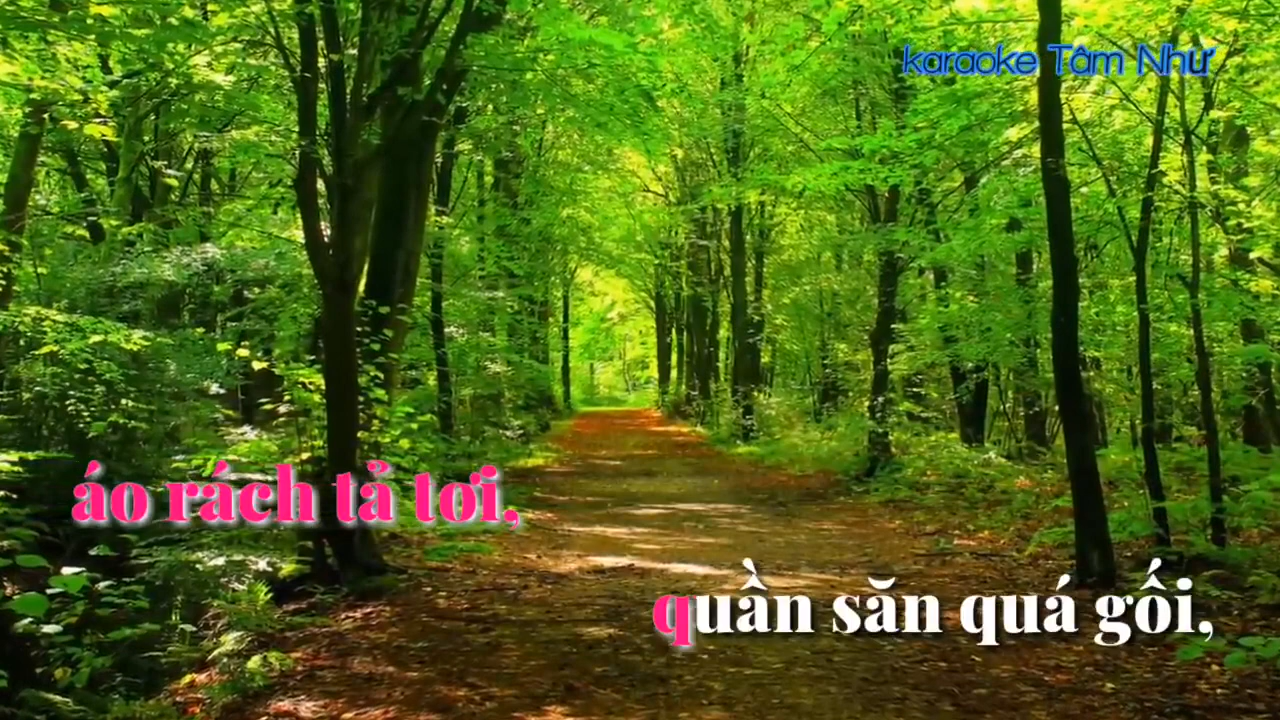 karaoke Tâm Như
áo rách tả tơi,
quần săn quá gối,